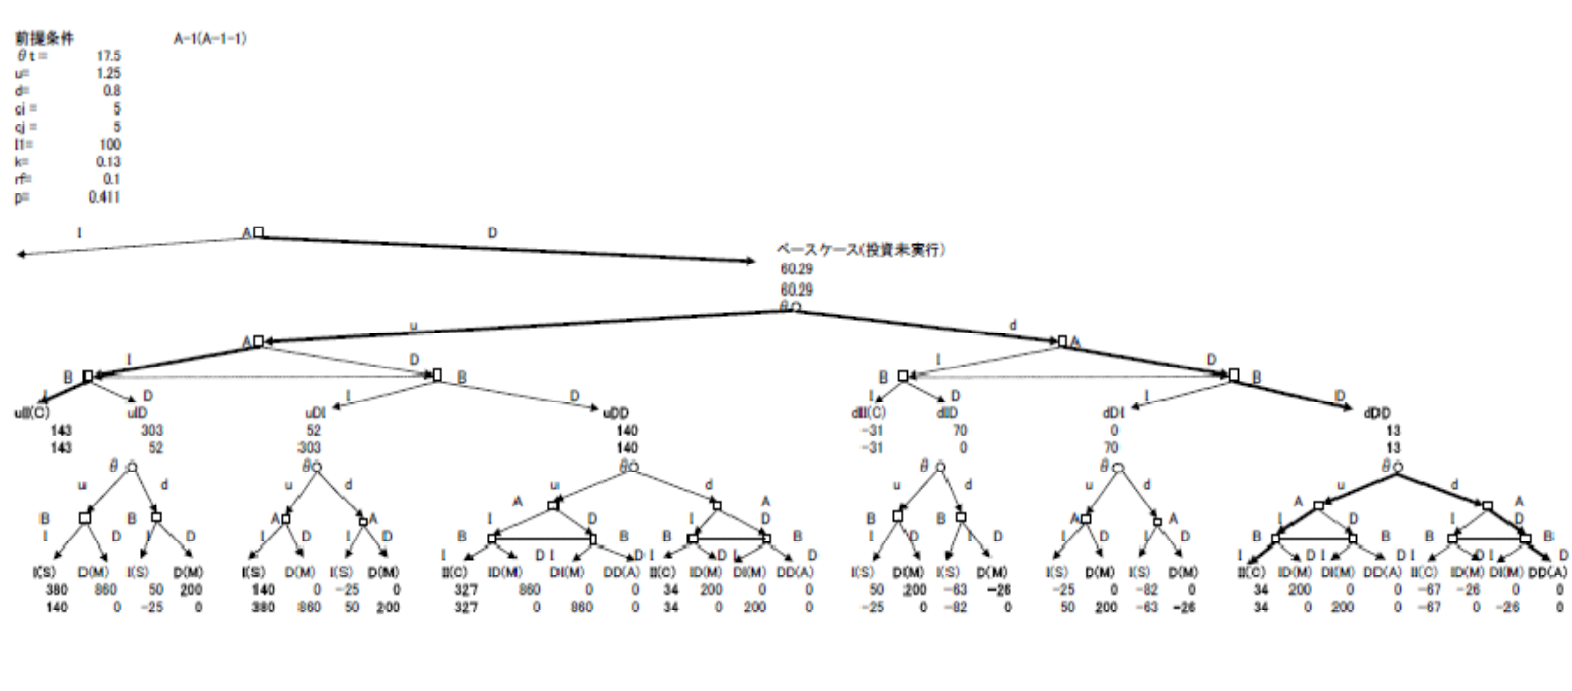 前提条件 A-1(A-1-1)
θt= 17.5
u= 1.25
d= 0.8
ci= 5
cj= 5
I1= 100
k= 0.13
rf= 0.1
p= 0.411
I A D
ベースケース(投資未実行)
60.29
60.29
θ
u d
A A
I D I D
B B B B
I D I D I D I D
uII(C) uID uDI uDD dII(C) dID dDI dDD
143 303 52 140 -31 70 0 13
143 52 303 140 -31 0 70 13
θ θ θ θ θ θ
u d u d u d u d u d u d
A A A A
B B A A I D I D B B A A I D I D
B B B B B B B B
I D I D I D I D I D I D I D I D I D I D I D I D I D I D I D I D
I(S) D(M) I(S) D(M) I(S) D(M) I(S) D(M) II(C) ID(M) DI(M) DD(A) II(C) ID(M) DI(M) DD(A) I(S) D(M) I(S) D(M) I(S) D(M) I(S) D(M) II(C) ID(M) DI(M) DD(A) II(C) ID(M) DI(M) DD(A)
380 860 50 200 140 0 -25 0 327 860 0 0 34 200 0 0 50 200 -63 -26 -25 0 -82 0 34 200 0 0 -67 -26 0 0
140 0 -25 0 380 860 50 200 327 0 860 0 34 0 200 0 -25 0 -82 0 50 200 -63 -26 34 0 200 0 -67 0 -26 0